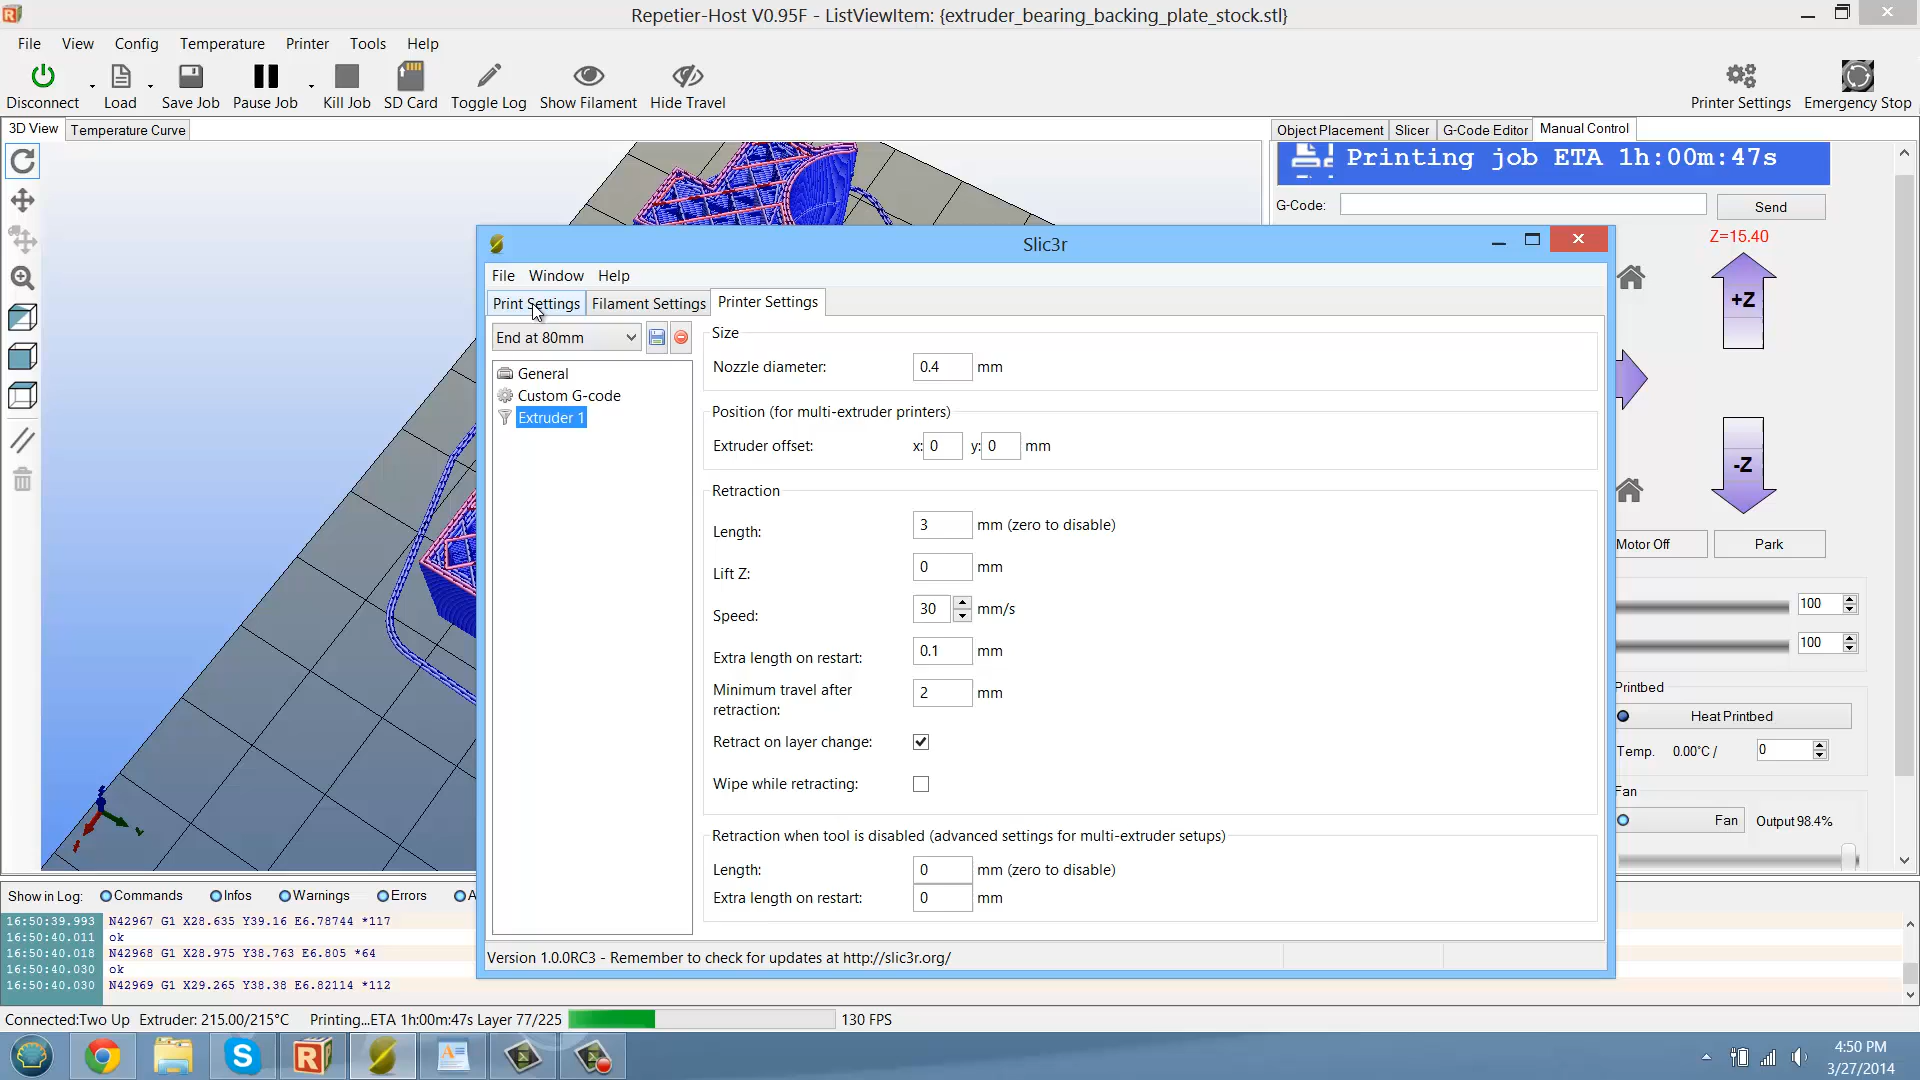 Repetier-Host V0.95F - ListViewItem: {extruder_bearing_backing_plate_stock.stl}
File View Config Temperature Printer Tools Help
Disconnect Load Save Job Pause Job Kill Job SD Card Toggle Log Show Filament Hide Travel Printer Settings Emergency Stop
3D View Temperature Curve Object Placement Slicer G-Code Editor Manual Control
Printing job ETA 1h:00m:47s
G-Code: Send
Z=15.40
Slic3r
File Window Help
Print Settings Filament Settings Printer Settings
End at 80mm
General
Custom G-code
Extruder 1
Size
Nozzle diameter: 0.4 mm
Position (for multi-extruder printers)
Extruder offset: x: 0 y: 0 mm
Retraction
Length: 3 mm (zero to disable)
Lift Z: 0 mm
Speed: 30 mm/s
Extra length on restart: 0.1 mm
Minimum travel after
retraction: 2 mm
Retract on layer change:
Wipe while retracting:
Retraction when tool is disabled (advanced settings for multi-extruder setups)
Length: 0 mm (zero to disable)
Extra length on restart: 0 mm
Version 1.0.0RC3 - Remember to check for updates at http://slic3r.org/
+Z
-Z
Motor Off Park
100
100
Printbed
Heat Printbed
Temp. 0.00°C / 0
Fan
Fan Output 98.4%
Show in Log: Commands Infos Warnings Errors A
16:50:39.993 N42967 G1 X28.635 Y39.16 E6.78744 *117
16:50:40.011 ok
16:50:40.018 N42968 G1 X28.975 Y38.763 E6.805 *64
16:50:40.030 ok
16:50:40.030 N42969 G1 X29.265 Y38.38 E6.82114 *112
Connected:Two Up Extruder: 215.00/215°C Printing...ETA 1h:00m:47s Layer 77/225 130 FPS
4:50 PM
3/27/2014